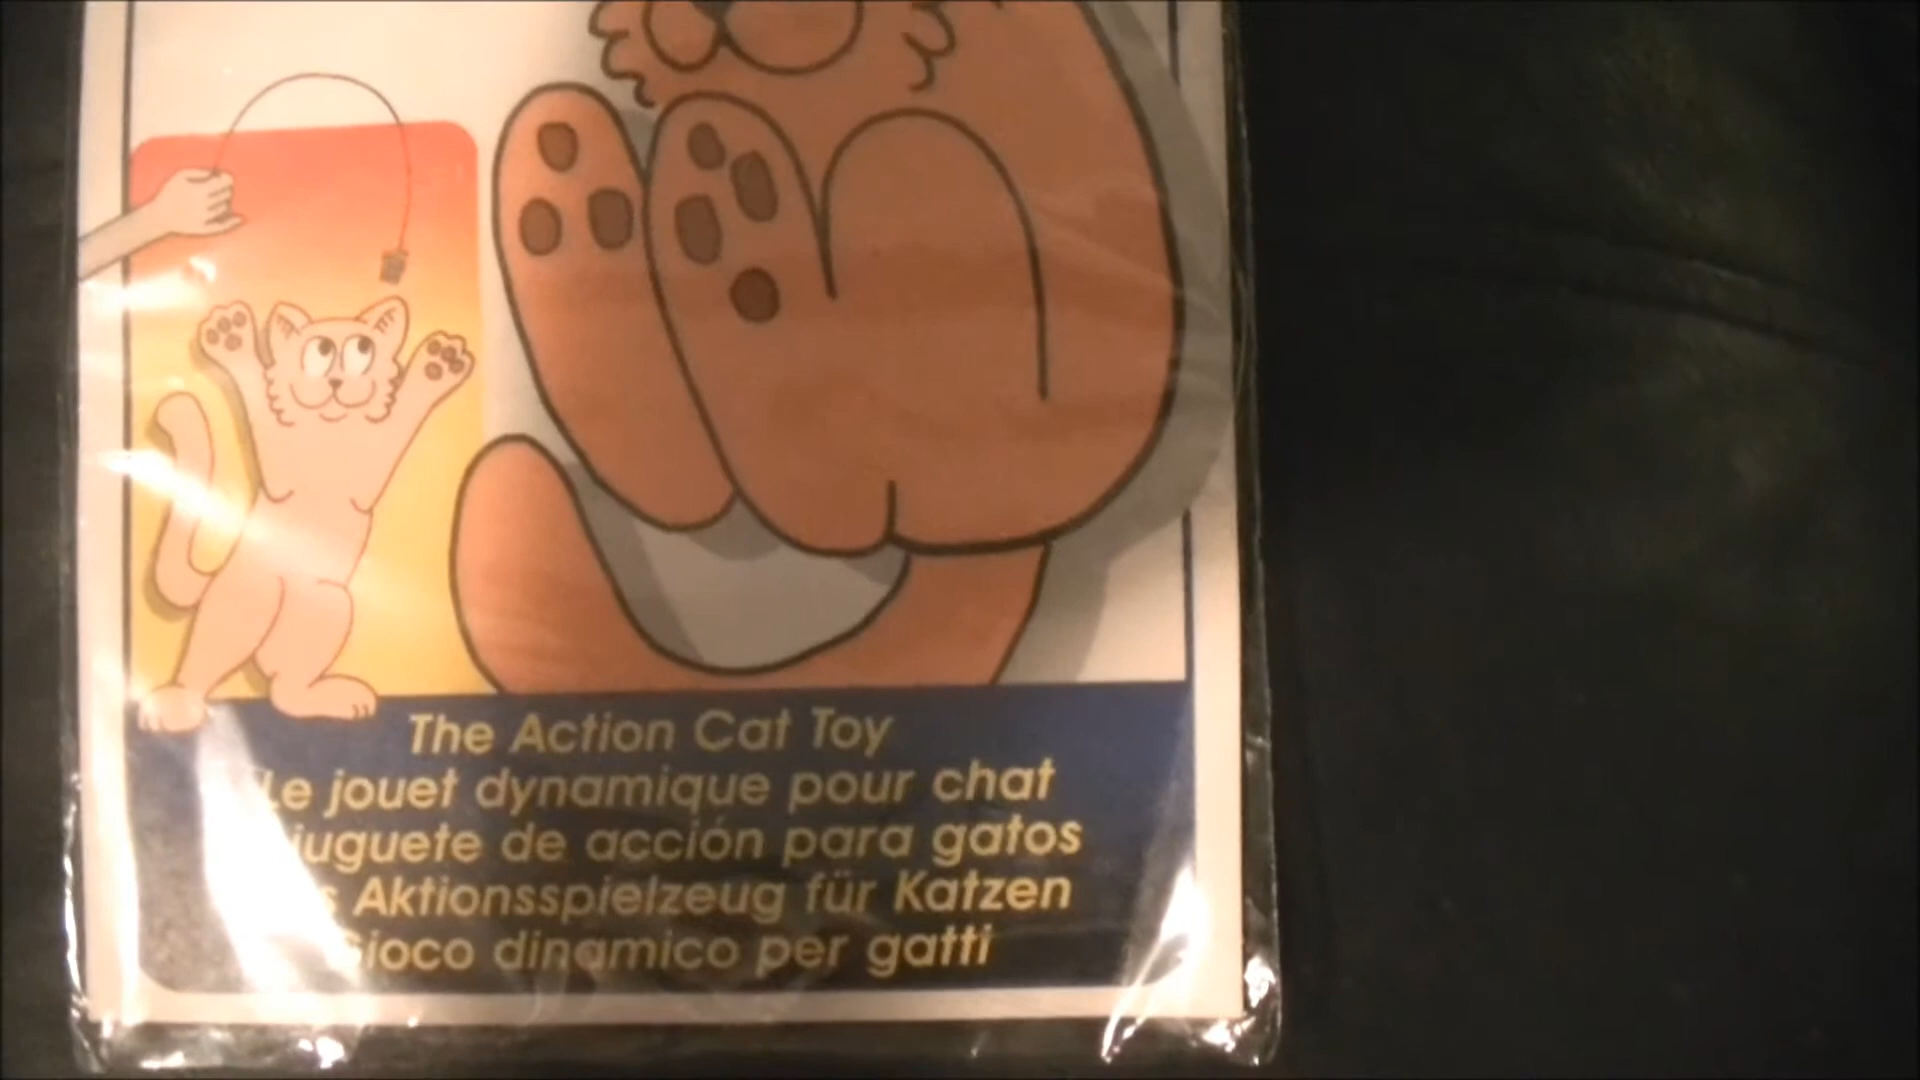 The Action Cat Toy
Le jouet dynamique pour chat
juguete de acción para gatos
Aktionsspielzeug für Katzen
Gioco dinamico per gatti